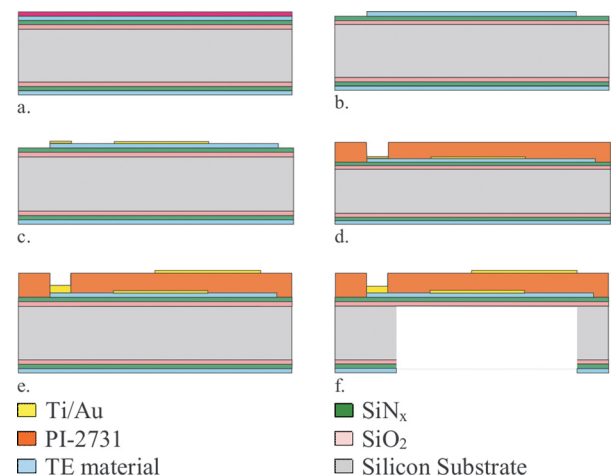 a.
b.
c.
d.
e.
f.
Ti/Au
SiNₓ
PI-2731
SiO₂
TE material
Silicon Substrate